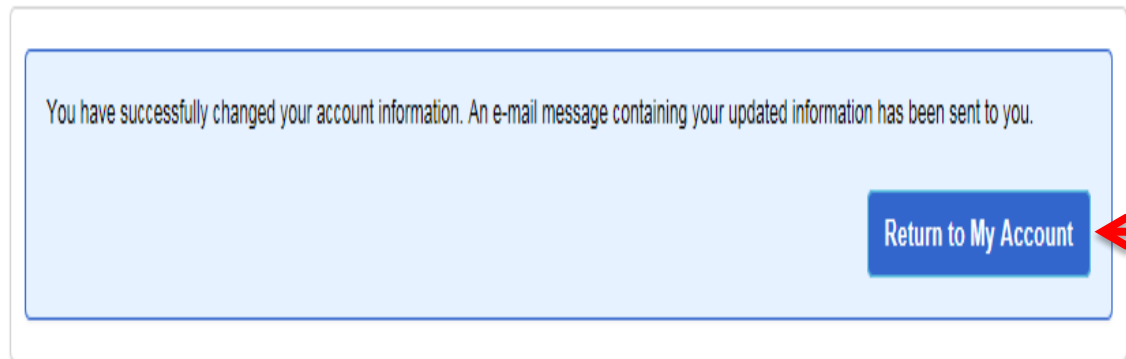 You have successfully changed your account information. An e-mail message containing your updated information has been sent to you.
Return to My Account